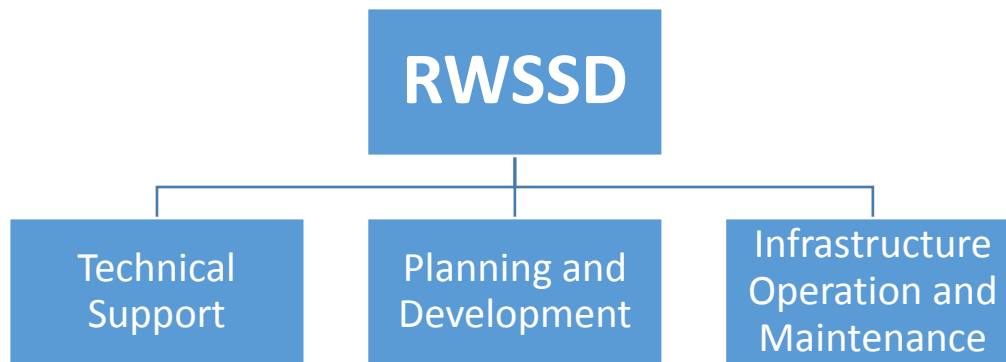 RWSSD
Technical
Support
Planning and
Development
Infrastructure
Operation and
Maintenance